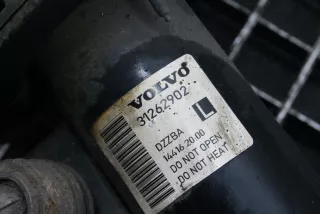 VOLVO
31262902
L
DZZBA
14416 20 00
DO NOT OPEN
DO NOT HEAT